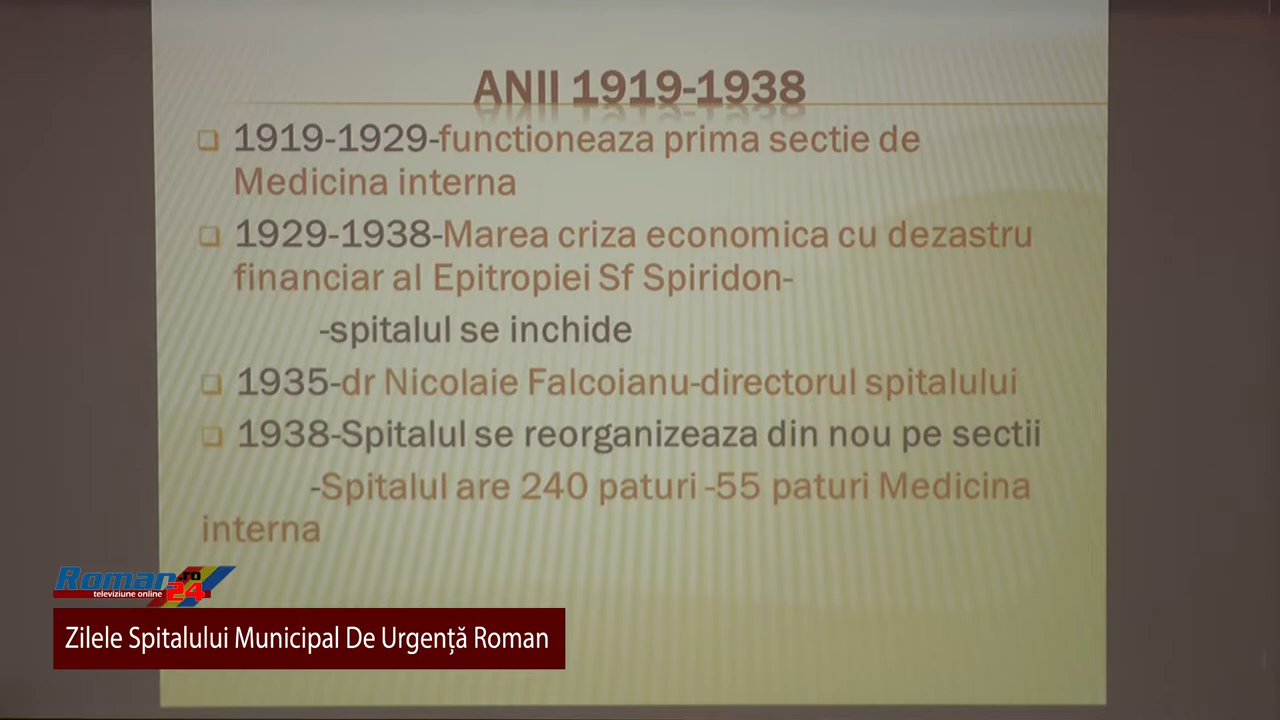 ANII 1919-1938
1919-1929-functioneaza prima sectie de
Medicina interna
1929-1938-Marea criza economica cu dezastru
financiar al Epitropiei Sf Spiridon-
-spitalul se inchide
1935-dr Nicolaie Falcoianu-directorul spitalului
1938-Spitalul se reorganizeaza din nou pe sectii
-Spitalul are 240 paturi -55 paturi Medicina
interna
Roman24.ro
televiziune online
Zilele Spitalului Municipal De Urgență Roman